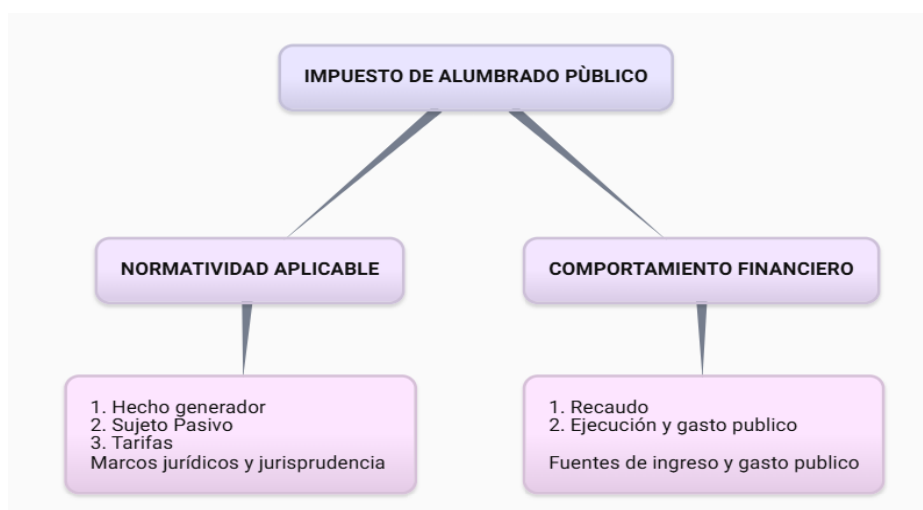 IMPUESTO DE ALUMBRADO PÙBLICO
NORMATIVIDAD APLICABLE
COMPORTAMIENTO FINANCIERO
1. Hecho generador
2. Sujeto Pasivo
3. Tarifas
Marcos jurídicos y jurisprudencia
1. Recaudo
2. Ejecución y gasto publico
Fuentes de ingreso y gasto publico